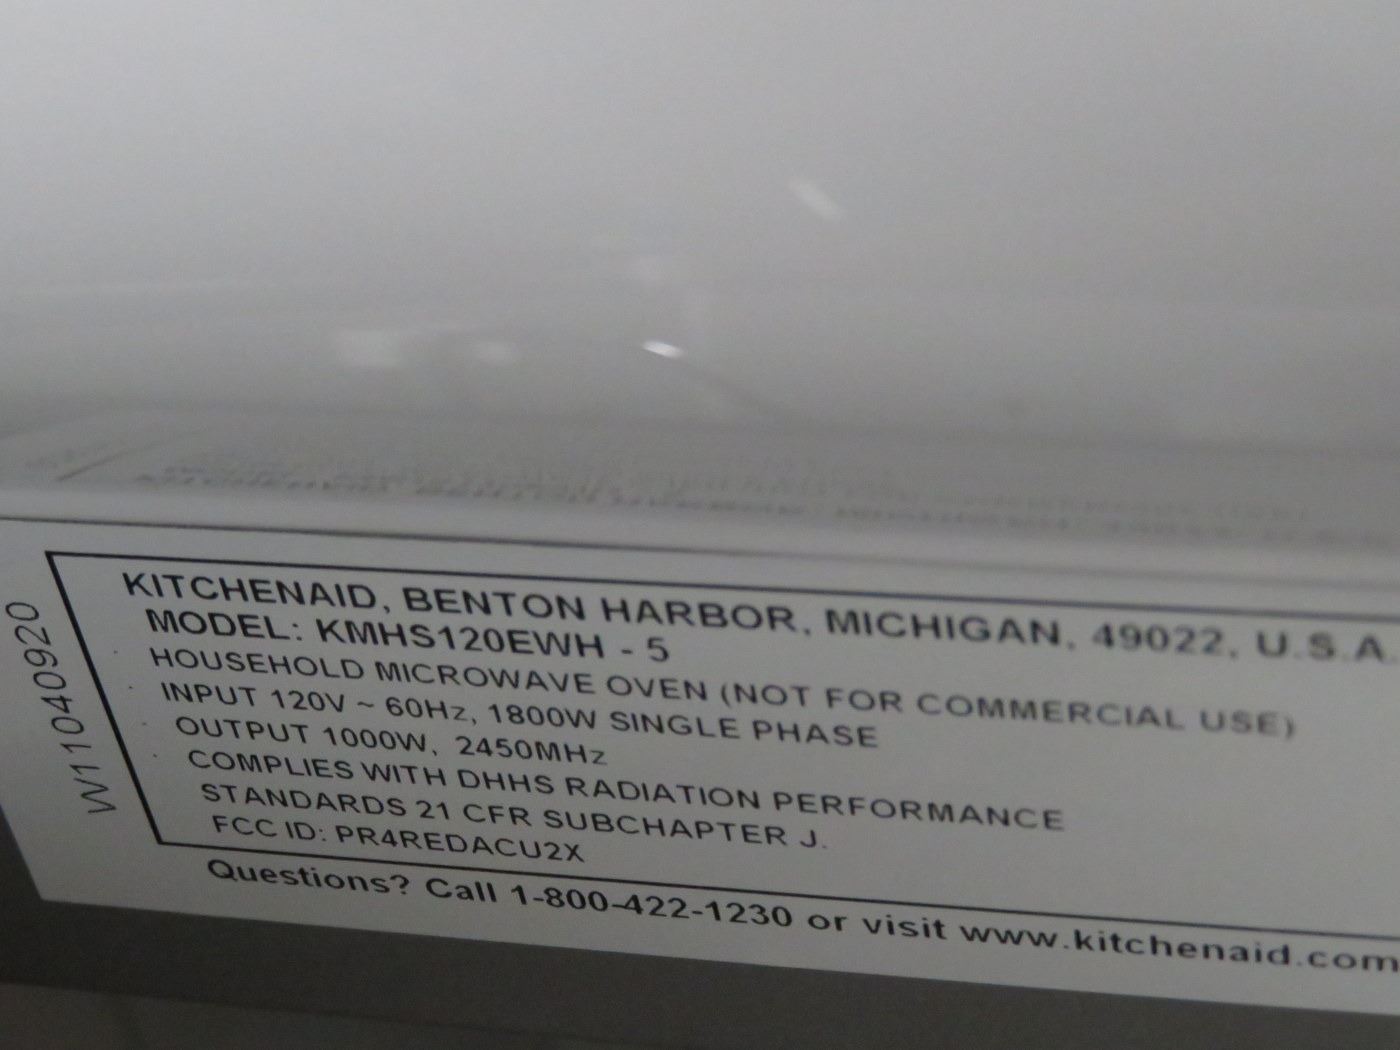 KITCHENAID, BENTON HARBOR, MICHIGAN, 49022, U.S.A.
MODEL: KMHS120EWH - 5
HOUSEHOLD MICROWAVE OVEN (NOT FOR COMMERCIAL USE)
INPUT 120V ~ 60Hz, 1800W SINGLE PHASE
OUTPUT 1000W, 2450MHz
COMPLIES WITH DHHS RADIATION PERFORMANCE
STANDARDS 21 CFR SUBCHAPTER J.
FCC ID: PR4REDACU2X
Questions? Call 1-800-422-1230 or visit www.kitchenaid.com
W11040920